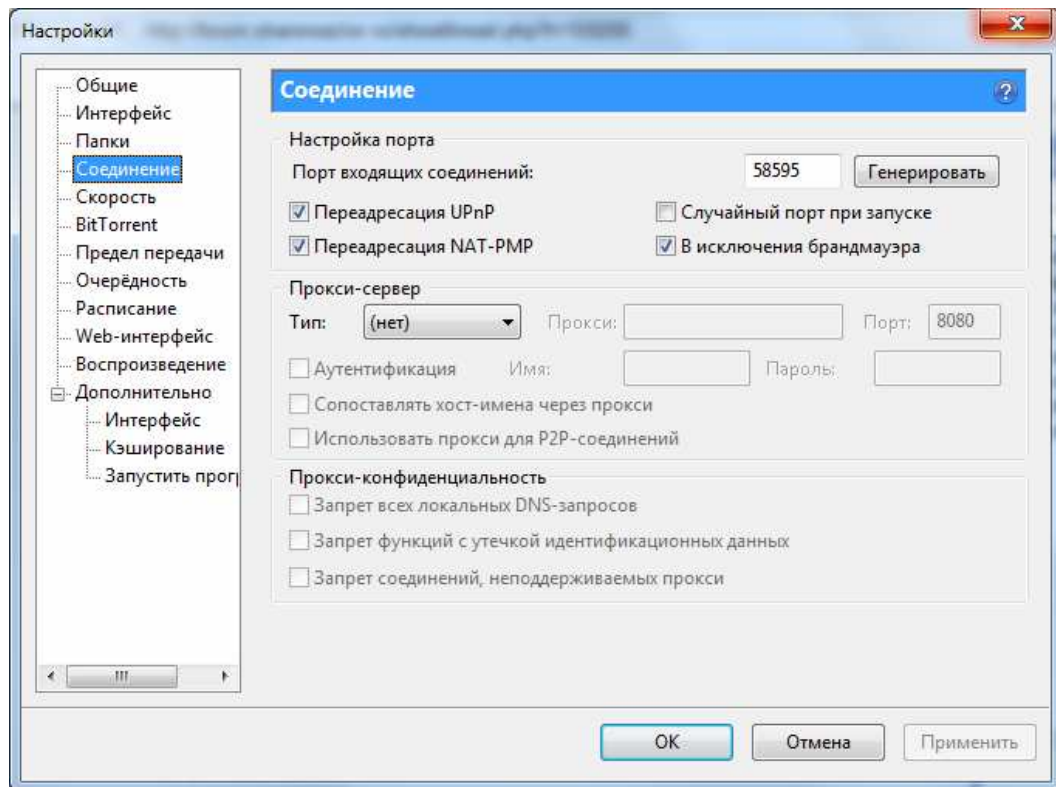 Настройки
Общие
Интерфейс
Папки
Соединение
Скорость
BitTorrent
Предел передачи
Очерёдность
Расписание
Web-интерфейс
Воспроизведение
Дополнительно
Интерфейс
Кэширование
Запустить прог
Соединение
Настройка порта
Порт входящих соединений: 58595 Генерировать
Переадресация UPnP Случайный порт при запуске
Переадресация NAT-PMP В исключения брандмауэра
Прокси-сервер
Тип: (нет) Прокси: Порт: 8080
Аутентификация Имя: Пароль:
Сопоставлять хост-имена через прокси
Использовать прокси для P2P-соединений
Прокси-конфиденциальность
Запрет всех локальных DNS-запросов
Запрет функций с утечкой идентификационных данных
Запрет соединений, неподдерживаемых прокси
OK Отмена Применить